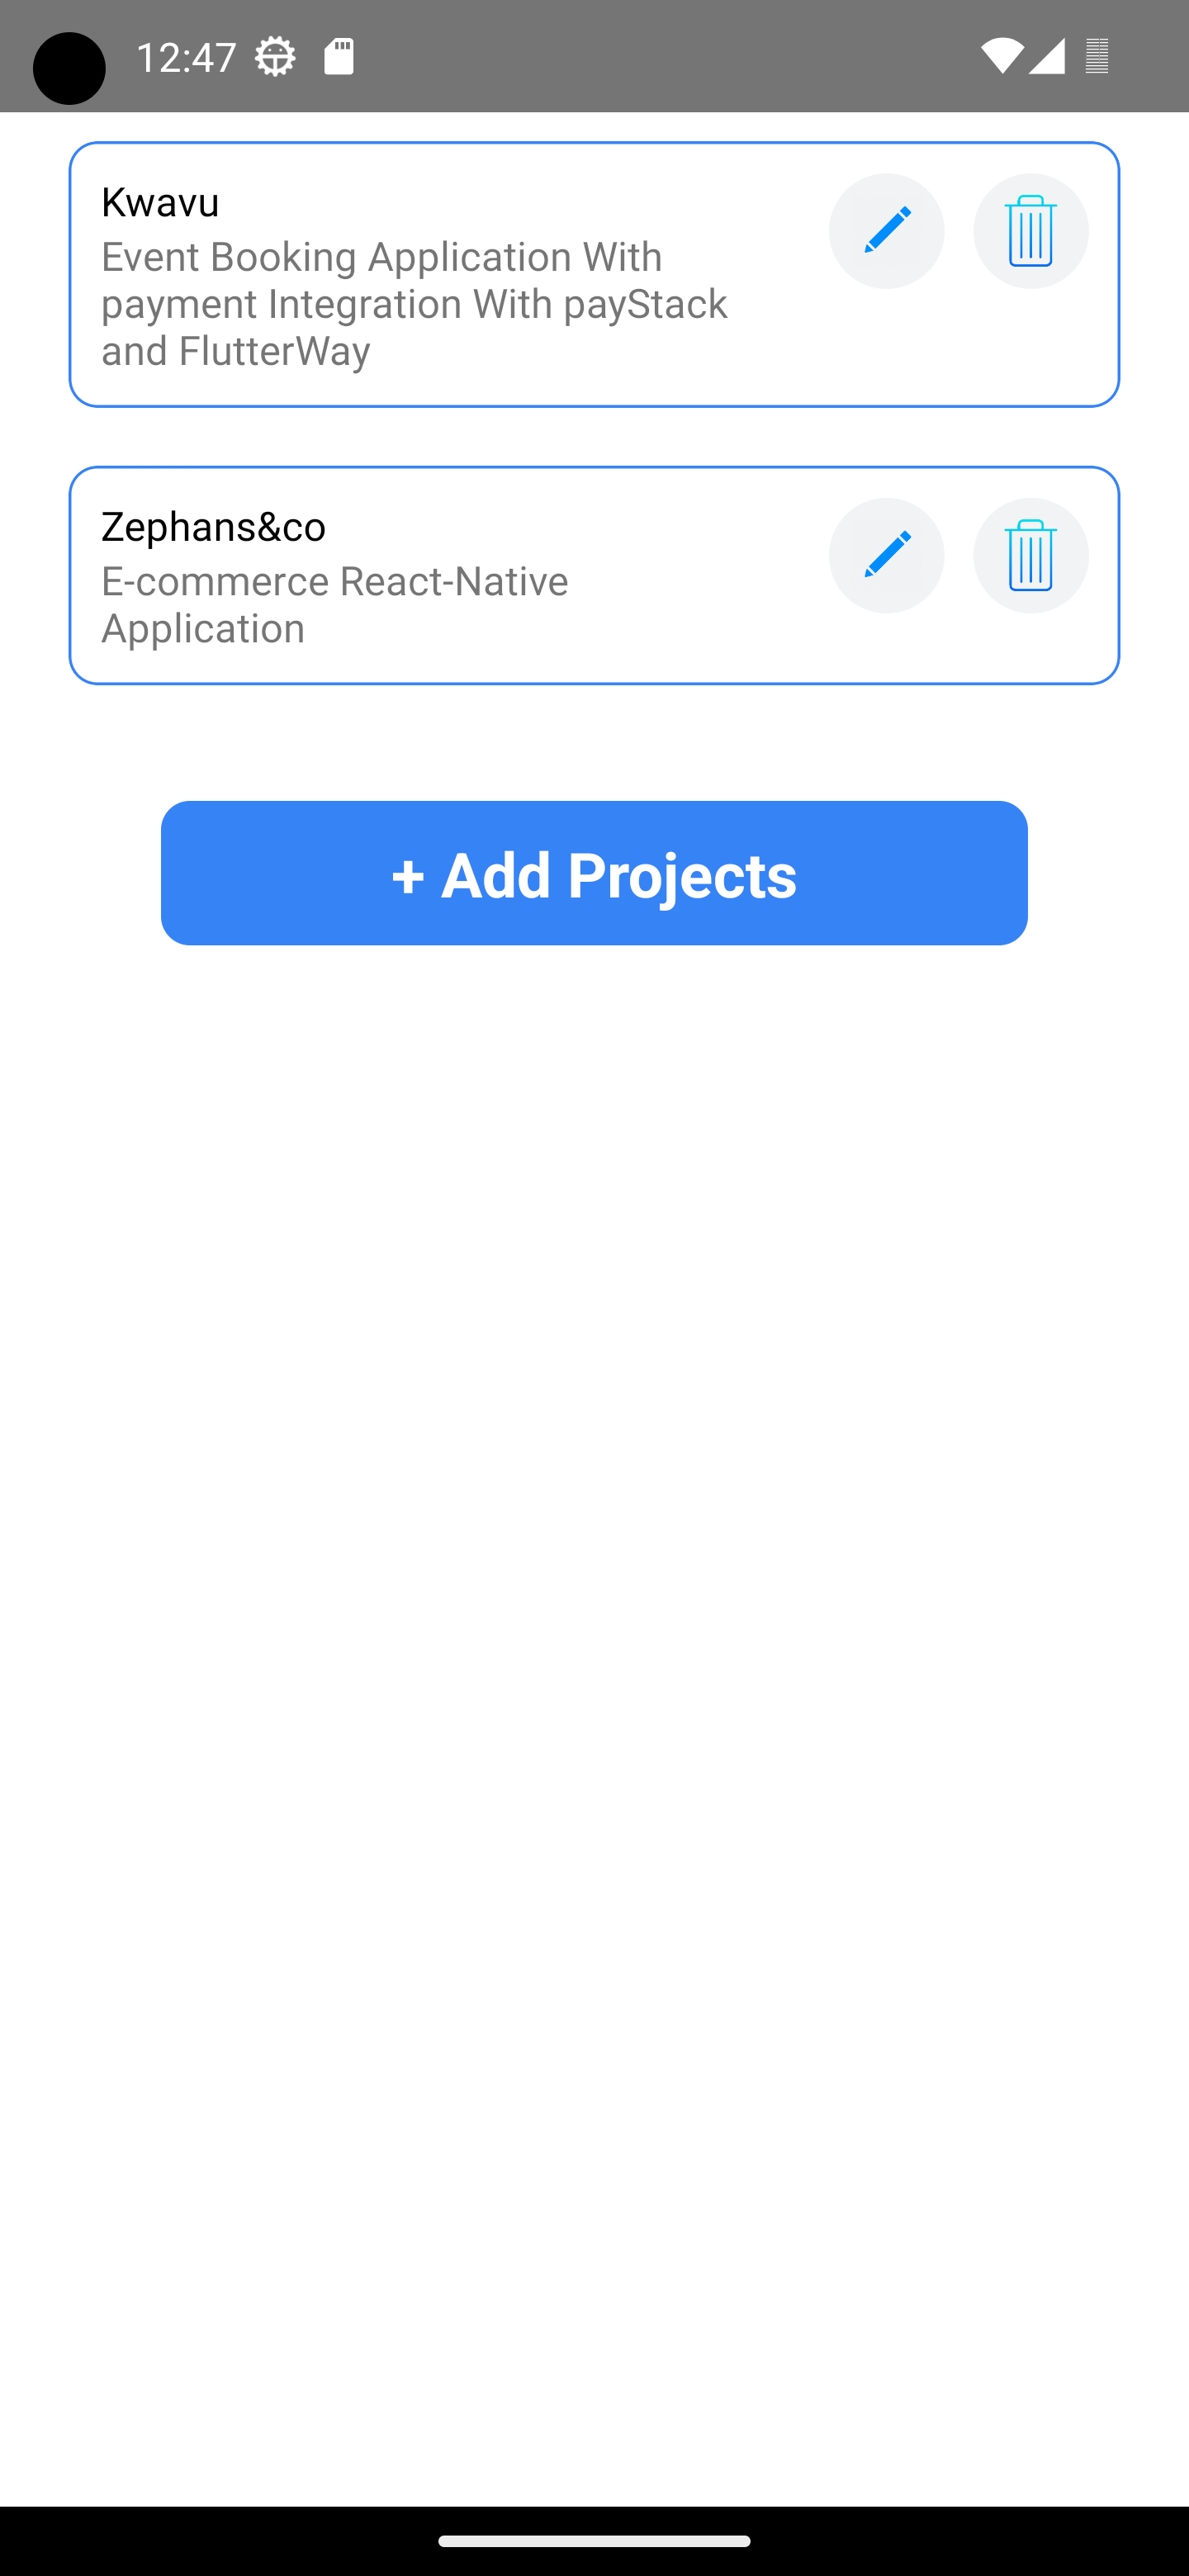 12:47
Kwavu
Event Booking Application With
payment Integration With payStack
and FlutterWay
Zephans&co
E-commerce React-Native
Application
+ Add Projects